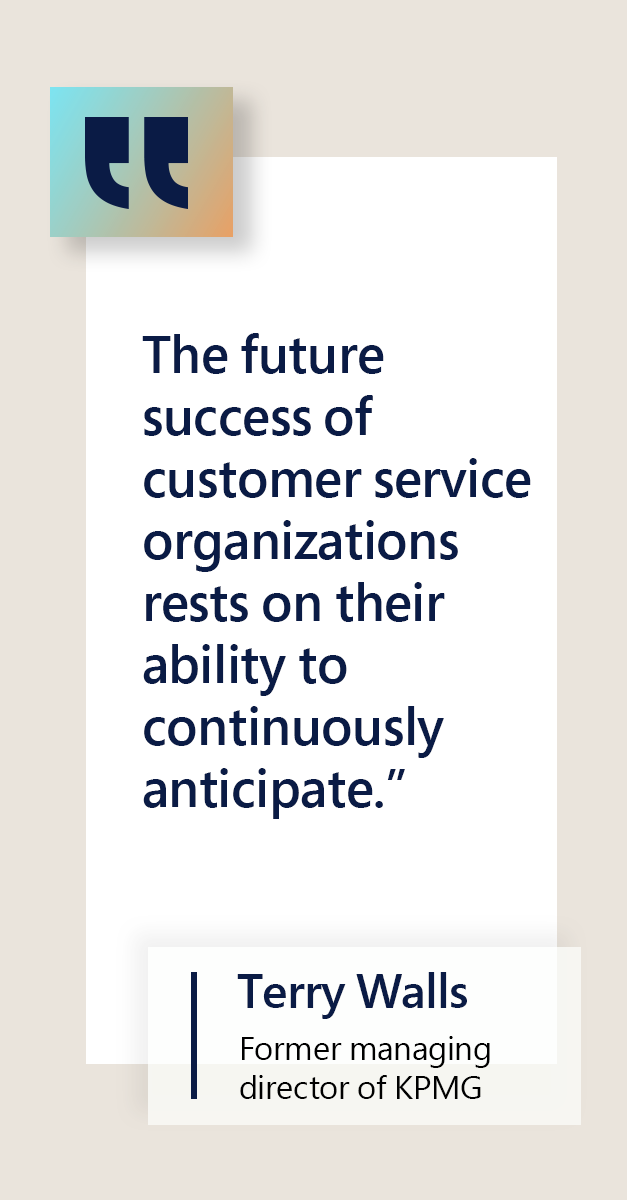 “
The future
success of
customer service
organizations
rests on their
ability to
continuously
anticipate.”
Terry Walls
Former managing
director of KPMG